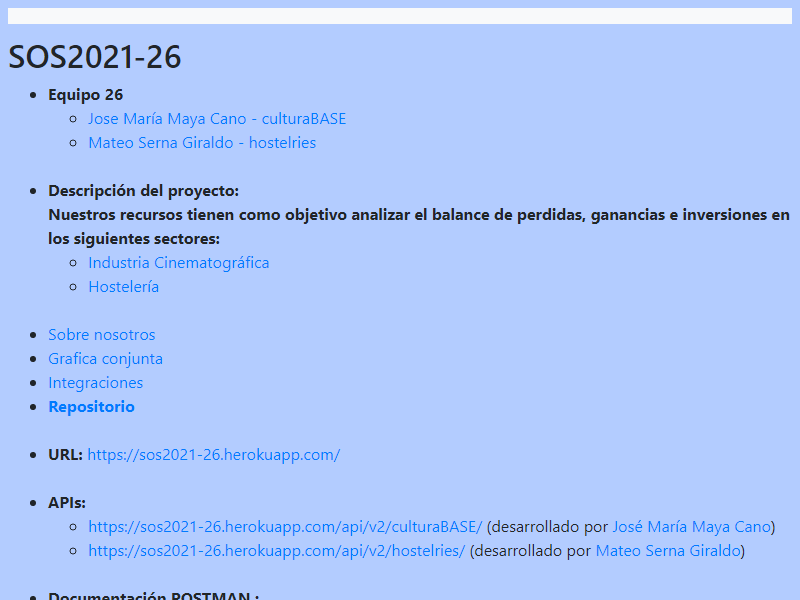 SOS2021-26
Equipo 26
Jose María Maya Cano - culturaBASE
Mateo Serna Giraldo - hostelries
Descripción del proyecto:
Nuestros recursos tienen como objetivo analizar el balance de perdidas, ganancias e inversiones en
los siguientes sectores:
Industria Cinematográfica
Hostelería
Sobre nosotros
Grafica conjunta
Integraciones
Repositorio
URL: https://sos2021-26.herokuapp.com/
APIs:
https://sos2021-26.herokuapp.com/api/v2/culturaBASE/ (desarrollado por José María Maya Cano)
https://sos2021-26.herokuapp.com/api/v2/hostelries/ (desarrollado por Mateo Serna Giraldo)
Documentación POSTMAN :